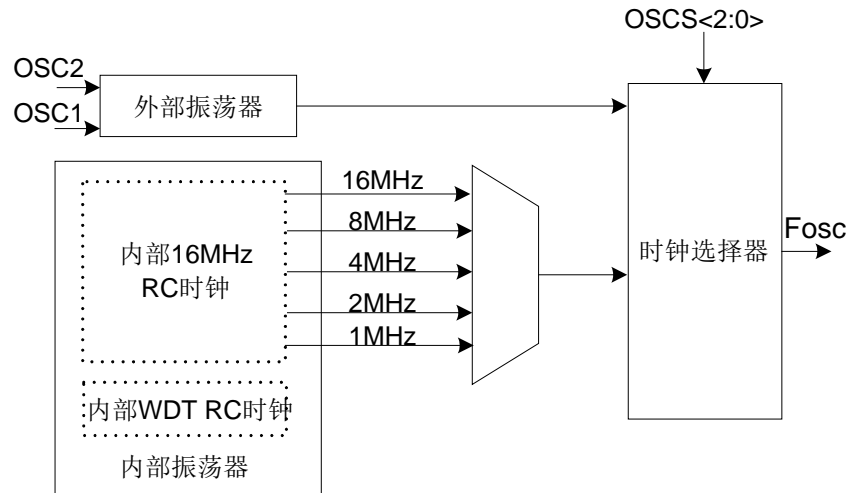 OSCS<2:0>
OSC2
OSC1
外部振荡器
16MHz
8MHz
4MHz
2MHz
1MHz
内部16MHz
RC时钟
时钟选择器
Fosc
内部WDT RC时钟
内部振荡器